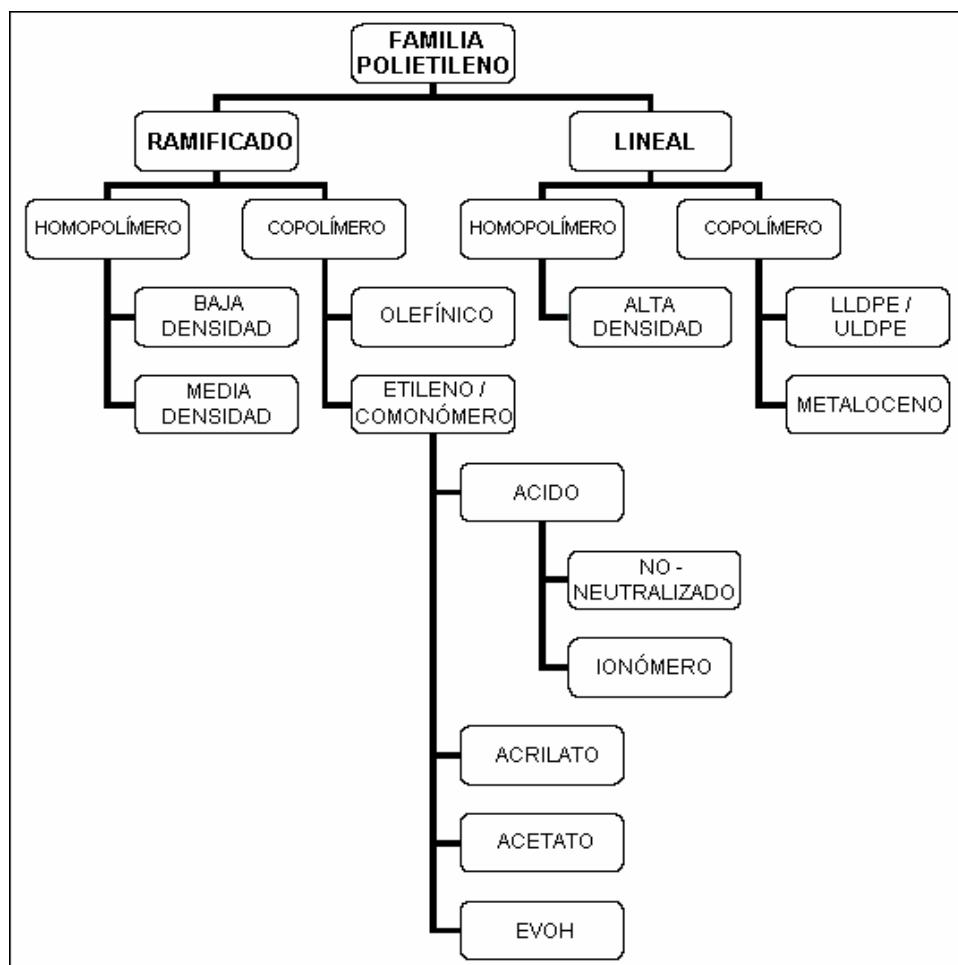 FAMILIA
POLIETILENO
RAMIFICADO
LINEAL
HOMOPOLÍMERO
COPOLÍMERO
HOMOPOLÍMERO
COPOLÍMERO
BAJA
DENSIDAD
OLEFÍNICO
ALTA
DENSIDAD
LLDPE /
ULDPE
MEDIA
DENSIDAD
ETILENO /
COMONÓMERO
METALOCENO
ACIDO
NO -
NEUTRALIZADO
IONÓMERO
ACRILATO
ACETATO
EVOH